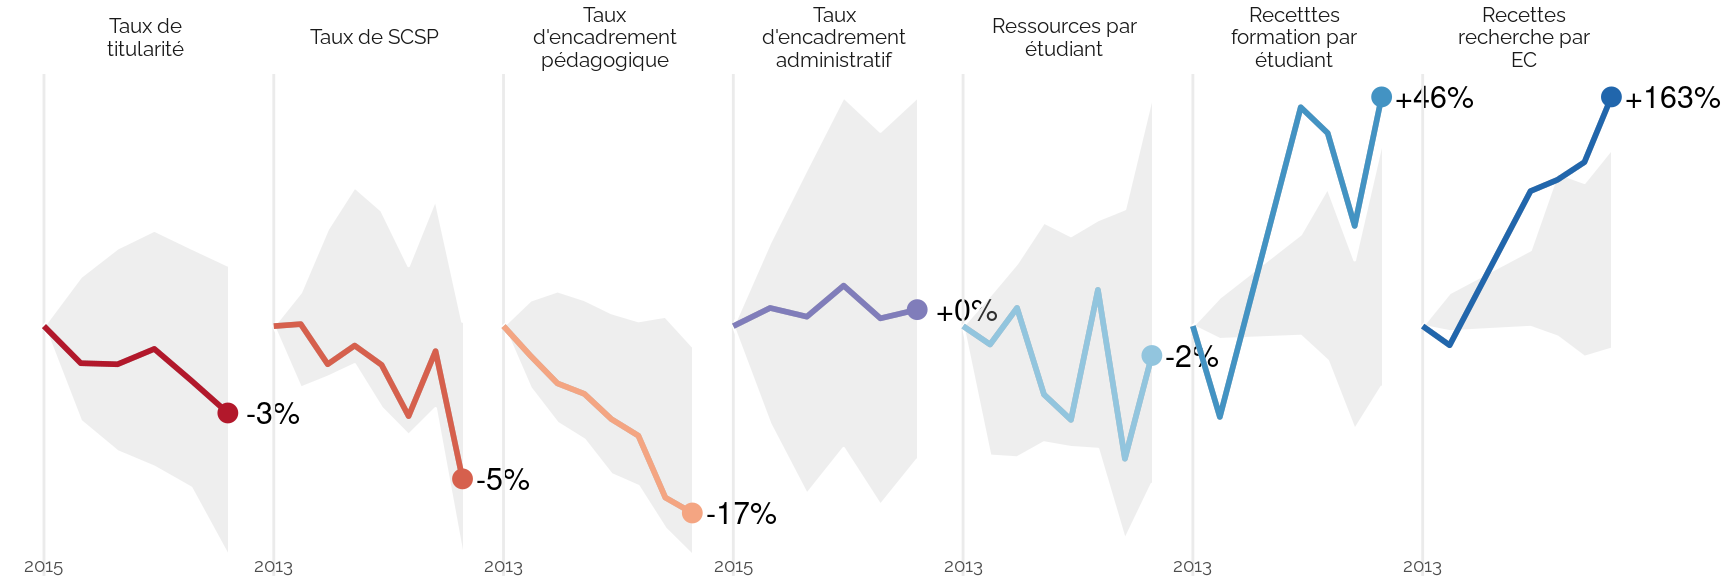 Taux de
titularité
Taux de SCSP
Taux
d'encadrement
pédagogique
Taux
d'encadrement
administratif
Ressources par
étudiant
Recetttes
formation par
étudiant
Recettes
recherche par
EC
-3%
-5%
-17%
+0%
-2%
+46%
+163%
2015
2013
2013
2015
2013
2013
2013